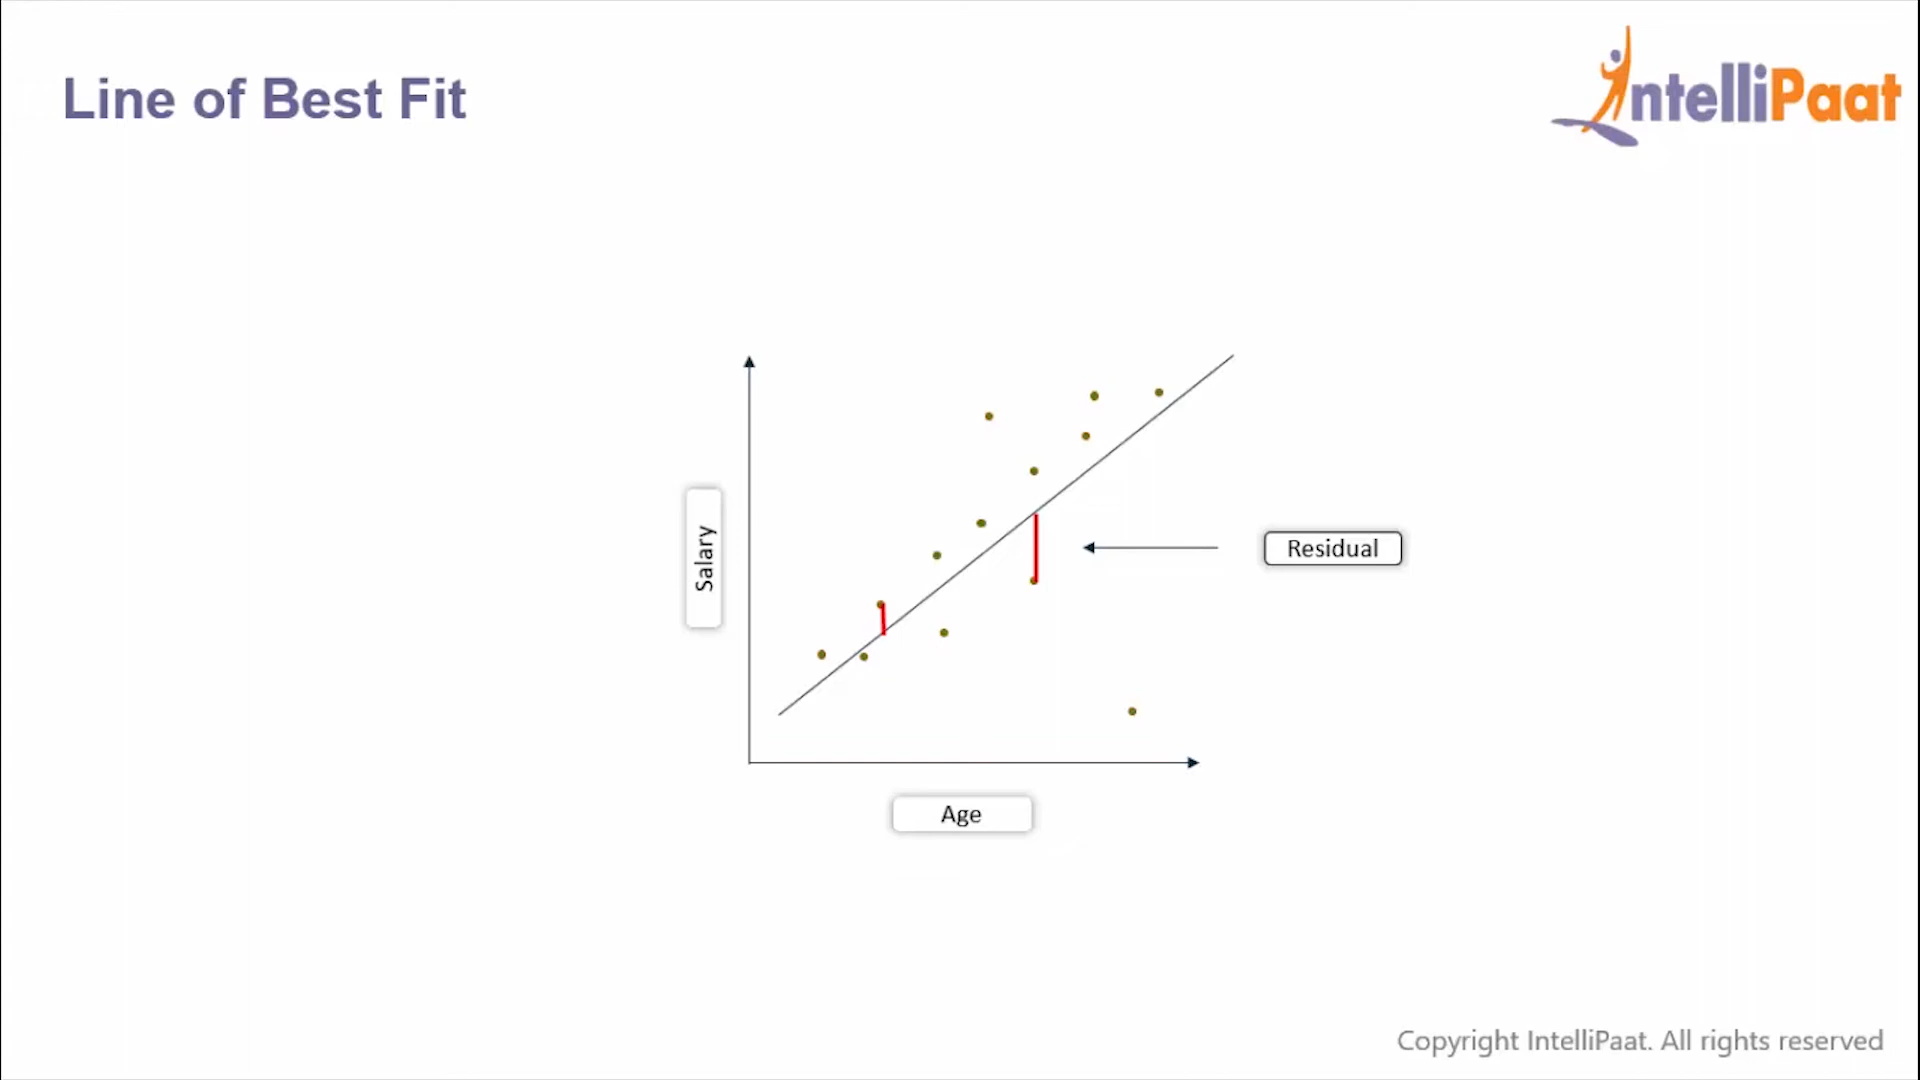 Line of Best Fit
IntelliPaat
Salary
Residual
Age
Copyright IntelliPaat. All rights reserved